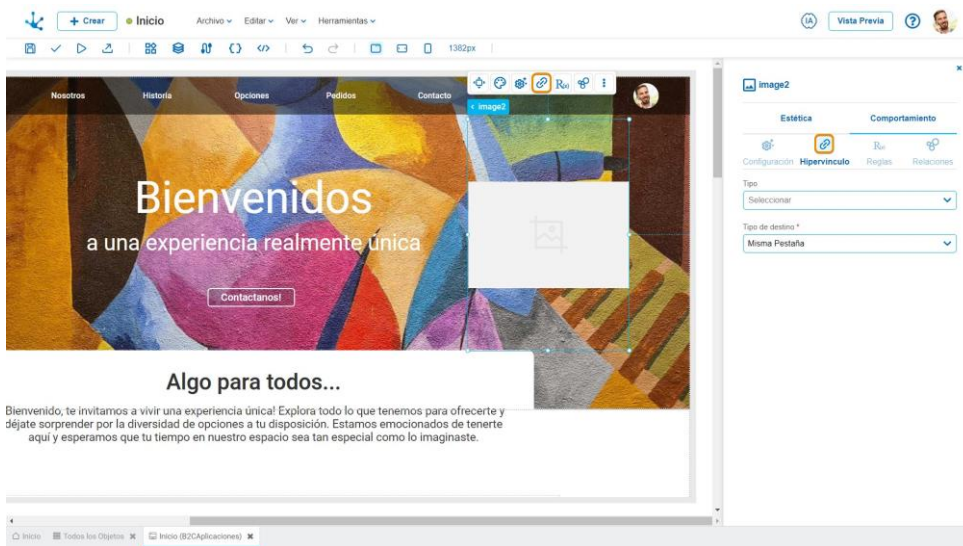 + Crear
Inicio
Archivo
Editar
Ver
Herramientas
IA
Vista Previa
?
1382px
Nosotros
Historia
Opciones
Pedidos
Contacto
R(x)
< image2
Bienvenidos
a una experiencia realmente única
Contactanos!
Algo para todos...
Bienvenido, te invitamos a vivir una experiencia única! Explora todo lo que tenemos para ofrecerte y
déjate sorprender por la diversidad de opciones a tu disposición. Estamos emocionados de tenerte
aquí y esperamos que tu tiempo en nuestro espacio sea tan especial como lo imaginaste.
image2
Estética
Comportamiento
R(x)
Configuración
Hipervínculo
Reglas
Relaciones
Tipo
Seleccionar
Tipo de destino *
Misma Pestaña
Inicio
Todos los Objetos
Inicio (B2CAplicaciones)